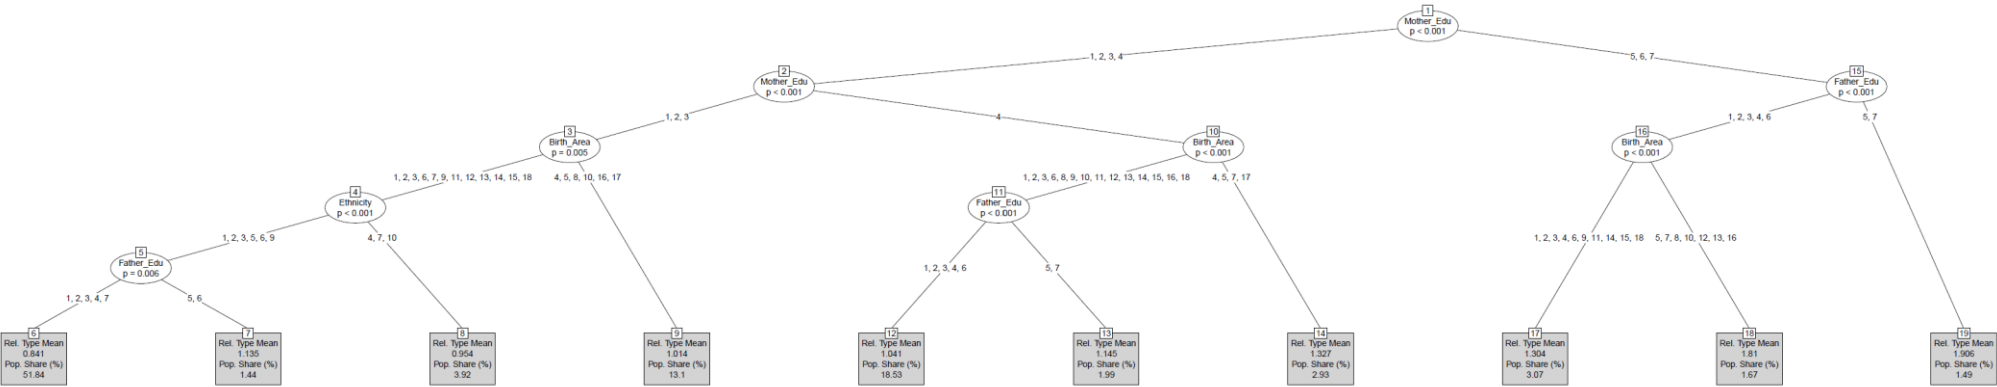 1
Mother_Edu
p < 0.001
1, 2, 3, 4
5, 6, 7
2
Mother_Edu
p < 0.001
15
Father_Edu
p < 0.001
1, 2, 3
4
1, 2, 3, 4, 6
5, 7
3
Birth_Area
p = 0.005
10
Birth_Area
p < 0.001
16
Birth_Area
p < 0.001
1, 2, 3, 6, 7, 9, 11, 12, 13, 14, 15, 18
4, 5, 8, 10, 16, 17
1, 2, 3, 6, 8, 9, 10, 11, 12, 13, 14, 15, 16, 18
4, 5, 7, 17
4
Ethnicity
p < 0.001
11
Father_Edu
p < 0.001
1, 2, 3, 5, 6, 9
4, 7, 10
1, 2, 3, 4, 6, 9, 11, 14, 15, 18
5, 7, 8, 10, 12, 13, 16
5
Father_Edu
p = 0.006
1, 2, 3, 4, 6
5, 7
1, 2, 3, 4, 7
5, 6
6
Rel. Type Mean
0.841
Pop. Share (%)
51.84
7
Rel. Type Mean
1.135
Pop. Share (%)
1.44
8
Rel. Type Mean
0.954
Pop. Share (%)
3.92
9
Rel. Type Mean
1.014
Pop. Share (%)
13.1
12
Rel. Type Mean
1.041
Pop. Share (%)
18.53
13
Rel. Type Mean
1.145
Pop. Share (%)
1.99
14
Rel. Type Mean
1.327
Pop. Share (%)
2.93
17
Rel. Type Mean
1.304
Pop. Share (%)
3.07
18
Rel. Type Mean
1.81
Pop. Share (%)
1.67
19
Rel. Type Mean
1.906
Pop. Share (%)
1.49